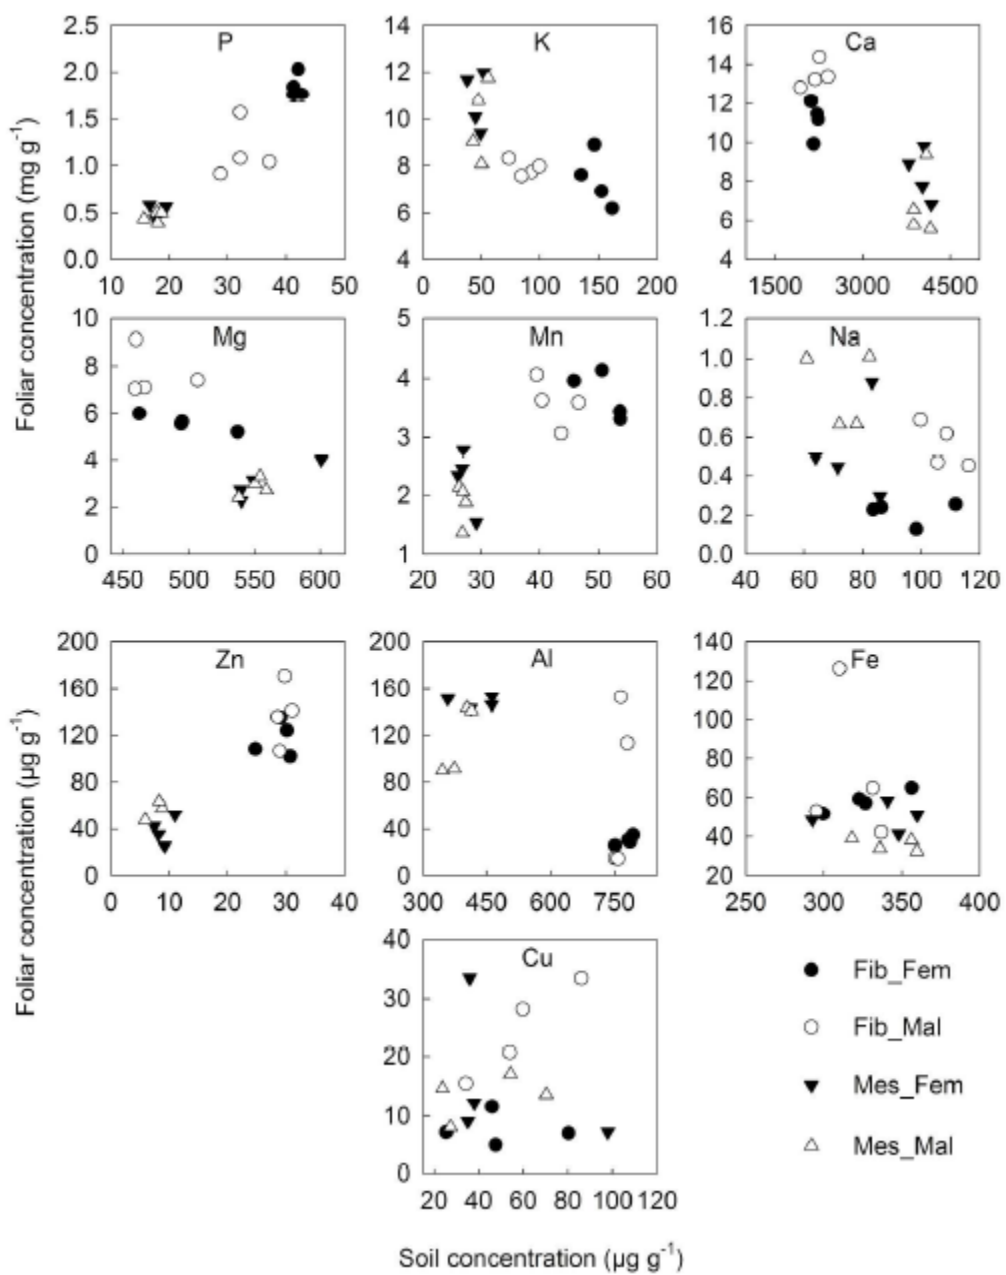 Foliar concentration (mg g⁻¹)
P
2.5
2.0
1.5
1.0
0.5
0.0
10 20 30 40 50
K
12
10
8
6
4
0 50 100 150 200
Ca
16
14
12
10
8
6
4
1500 3000 4500
Mg
10
8
6
4
2
0
450 500 550 600
Mn
5
4
3
2
1
20 30 40 50 60
Na
1.2
1.0
0.8
0.6
0.4
0.2
0.0
40 60 80 100 120
Foliar concentration (µg g⁻¹)
Zn
200
160
120
80
40
0
0 10 20 30 40
Al
200
160
120
80
40
0
300 450 600 750
Fe
140
120
100
80
60
40
20
250 300 350 400
Cu
40
30
20
10
0
20 40 60 80 100 120
Fib_Fem
Fib_Mal
Mes_Fem
Mes_Mal
Soil concentration (µg g⁻¹)